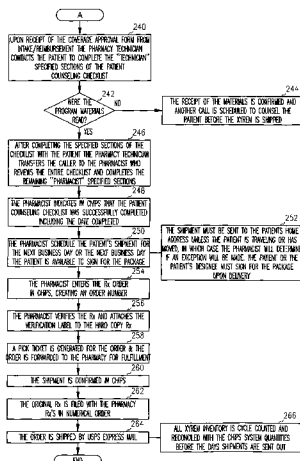 A
240
UPON RECEIPT OF THE COVERAGE APPROVAL FORM FROM
INTAKE/REIMBURSEMENT THE PHARMACY TECHNICIAN
CONTACTS THE PATIENT TO COMPLETE THE "TECHNICIAN"
SPECIFIED SECTIONS OF THE PATIENT
COUNSELING CHECKLIST
242
WERE THE
PROGRAM MATERIALS
READ?
NO
YES
244
THE RECEIPT OF THE MATERIALS IS CONFIRMED AND
ANOTHER CALL IS SCHEDULED TO COUNSEL THE
PATIENT BEFORE THE XYREM IS SHIPPED
246
AFTER COMPLETING THE SPECIFIED SECTIONS OF THE
CHECKLIST WITH THE PATIENT THE PHARMACY TECHNICIAN
TRANSFERS THE CALLER TO THE PHARMACIST WHO
REVIEWS THE ENTIRE CHECKLIST AND COMPLETES THE
REMAINING "PHARMACIST" SPECIFIED SECTIONS
248
THE PHARMACIST INDICATES IN CHIPS THAT THE PATIENT
COUNSELING CHECKLIST WAS SUCCESSFULLY COMPLETED
INCLUDING THE DATE COMPLETED
250
THE PHARMACIST SCHEDULE THE PATIENT'S SHIPMENT FOR
THE NEXT BUSINESS DAY OR THE NEXT BUSINESS DAY
THE PATIENT IS AVAILABLE TO SIGN FOR THE PACKAGE
252
THE SHIPMENT MUST BE SENT TO THE PATIENTS HOME
ADDRESS UNLESS THE PATIENT IS TRAVELING OR HAS
MOVED, IN WHICH CASE THE PHARMACIST WILL DETERMINE
IF AN EXCEPTION WILL BE MADE. THE PATIENT OR THE
PATIENT'S DESIGNEE MUST SIGN FOR THE PACKAGE
UPON DELIVERY
254
THE PHARMACIST ENTERS THE Rx ORDER
IN CHIPS, CREATING AN ORDER NUMBER
256
THE PHARMACIST VERIFIES THE Rx AND ATTACHES THE
VERIFICATION LABEL TO THE HARD COPY Rx
258
A PICK TICKET IS GENERATED FOR THE ORDER & THE
ORDER IS FORWARDED TO THE PHARMACY FOR FULFILLMENT
260
THE SHIPMENT IS CONFIRMED IN CHIPS
262
THE ORIGINAL Rx IS FILED WITH THE PHARMACY
Rx'S IN NUMERICAL ORDER
264
THE ORDER IS SHIPPED BY USPS EXPRESS MAIL
266
ALL XYREM INVENTORY IS CYCLE COUNTED AND
RECONCILED WITH THE CHIPS SYSTEM QUANTITIES
BEFORE THE DAYS SHIPMENTS ARE SENT OUT
END